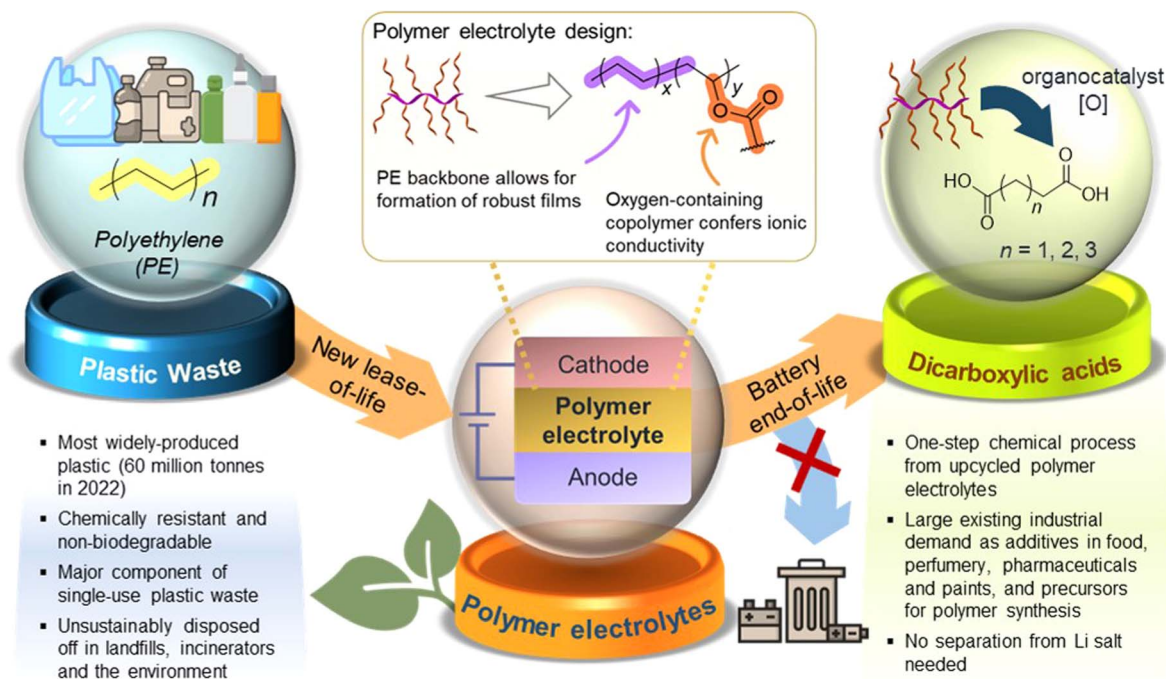 Polymer electrolyte design:
x
y
O
O
PE backbone allows for
formation of robust films
Oxygen-containing
copolymer confers ionic
conductivity
n
Polyethylene
(PE)
Plastic Waste
organocatalyst
[O]
HO
O
n
O
OH
n = 1, 2, 3
Dicarboxylic acids
New lease-
of-life
Cathode
Polymer
electrolyte
Anode
Polymer electrolytes
Battery
end-of-life
▪ Most widely-produced
plastic (60 million tonnes
in 2022)
▪ Chemically resistant and
non-biodegradable
▪ Major component of
single-use plastic waste
▪ Unsustainably disposed
off in landfills, incinerators
and the environment
▪ One-step chemical process
from upcycled polymer
electrolytes
▪ Large existing industrial
demand as additives in food,
perfumery, pharmaceuticals
and paints, and precursors
for polymer synthesis
▪ No separation from Li salt
needed